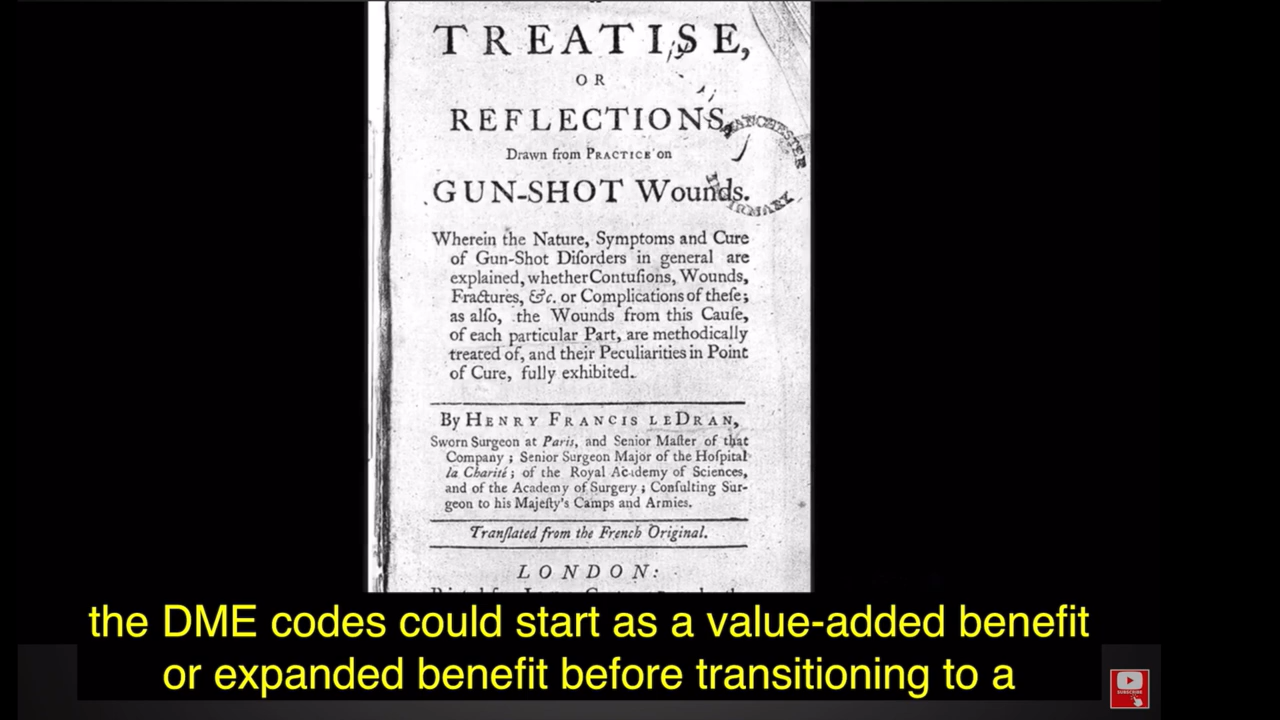 TREATISE,
OR
REFLECTIONS
Drawn from PRACTICE on
GUN-SHOT Wounds.
MANCHESTER
INFIRMARY
Wherein the Nature, Symptoms and Cure
of Gun-Shot Diſorders in general are
explained, whether Contuſions, Wounds,
Fractures, &c. or Complications of theſe;
as alſo, the Wounds from this Cauſe,
of each particular Part, are methodically
treated of, and their Peculiarities in Point
of Cure, fully exhibited.
By HENRY FRANCIS LEDRAN,
Sworn Surgeon at Paris, and Senior Maſter of that
Company; Senior Surgeon Major of the Hoſpital
la Charité; of the Royal Academy of Sciences,
and of the Academy of Surgery; Conſulting Sur-
geon to his Majeſty's Camps and Armies.
Tranſlated from the French Original.
LONDON:
the DME codes could start as a value-added benefit
or expanded benefit before transitioning to a
SUBSCRIBE